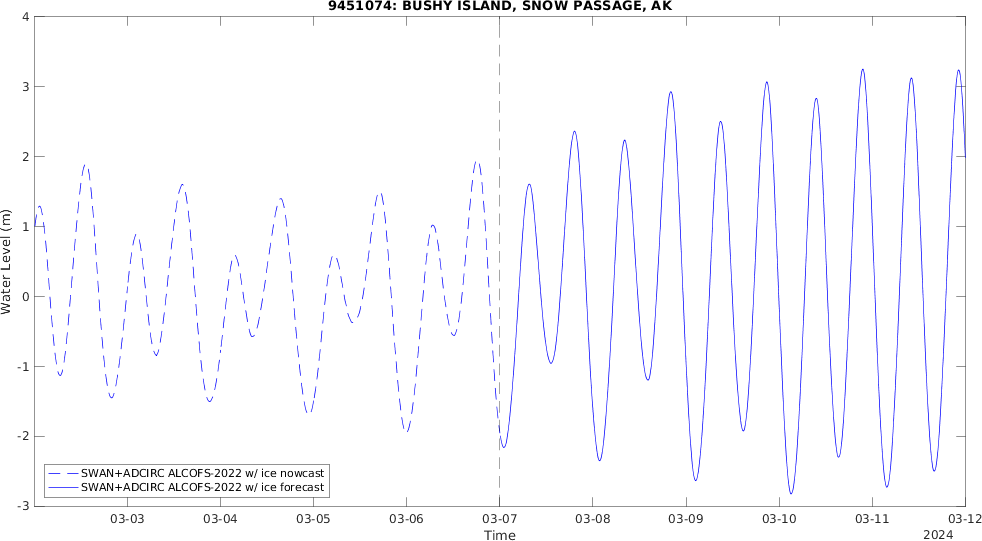 9451074: BUSHY ISLAND, SNOW PASSAGE, AK
Water Level (m)
4
3
2
1
0
-1
-2
-3
SWAN+ADCIRC ALCOFS-2022 w/ ice nowcast
SWAN+ADCIRC ALCOFS-2022 w/ ice forecast
03-03 03-04 03-05 03-06 03-07 03-08 03-09 03-10 03-11 03-12
Time
2024